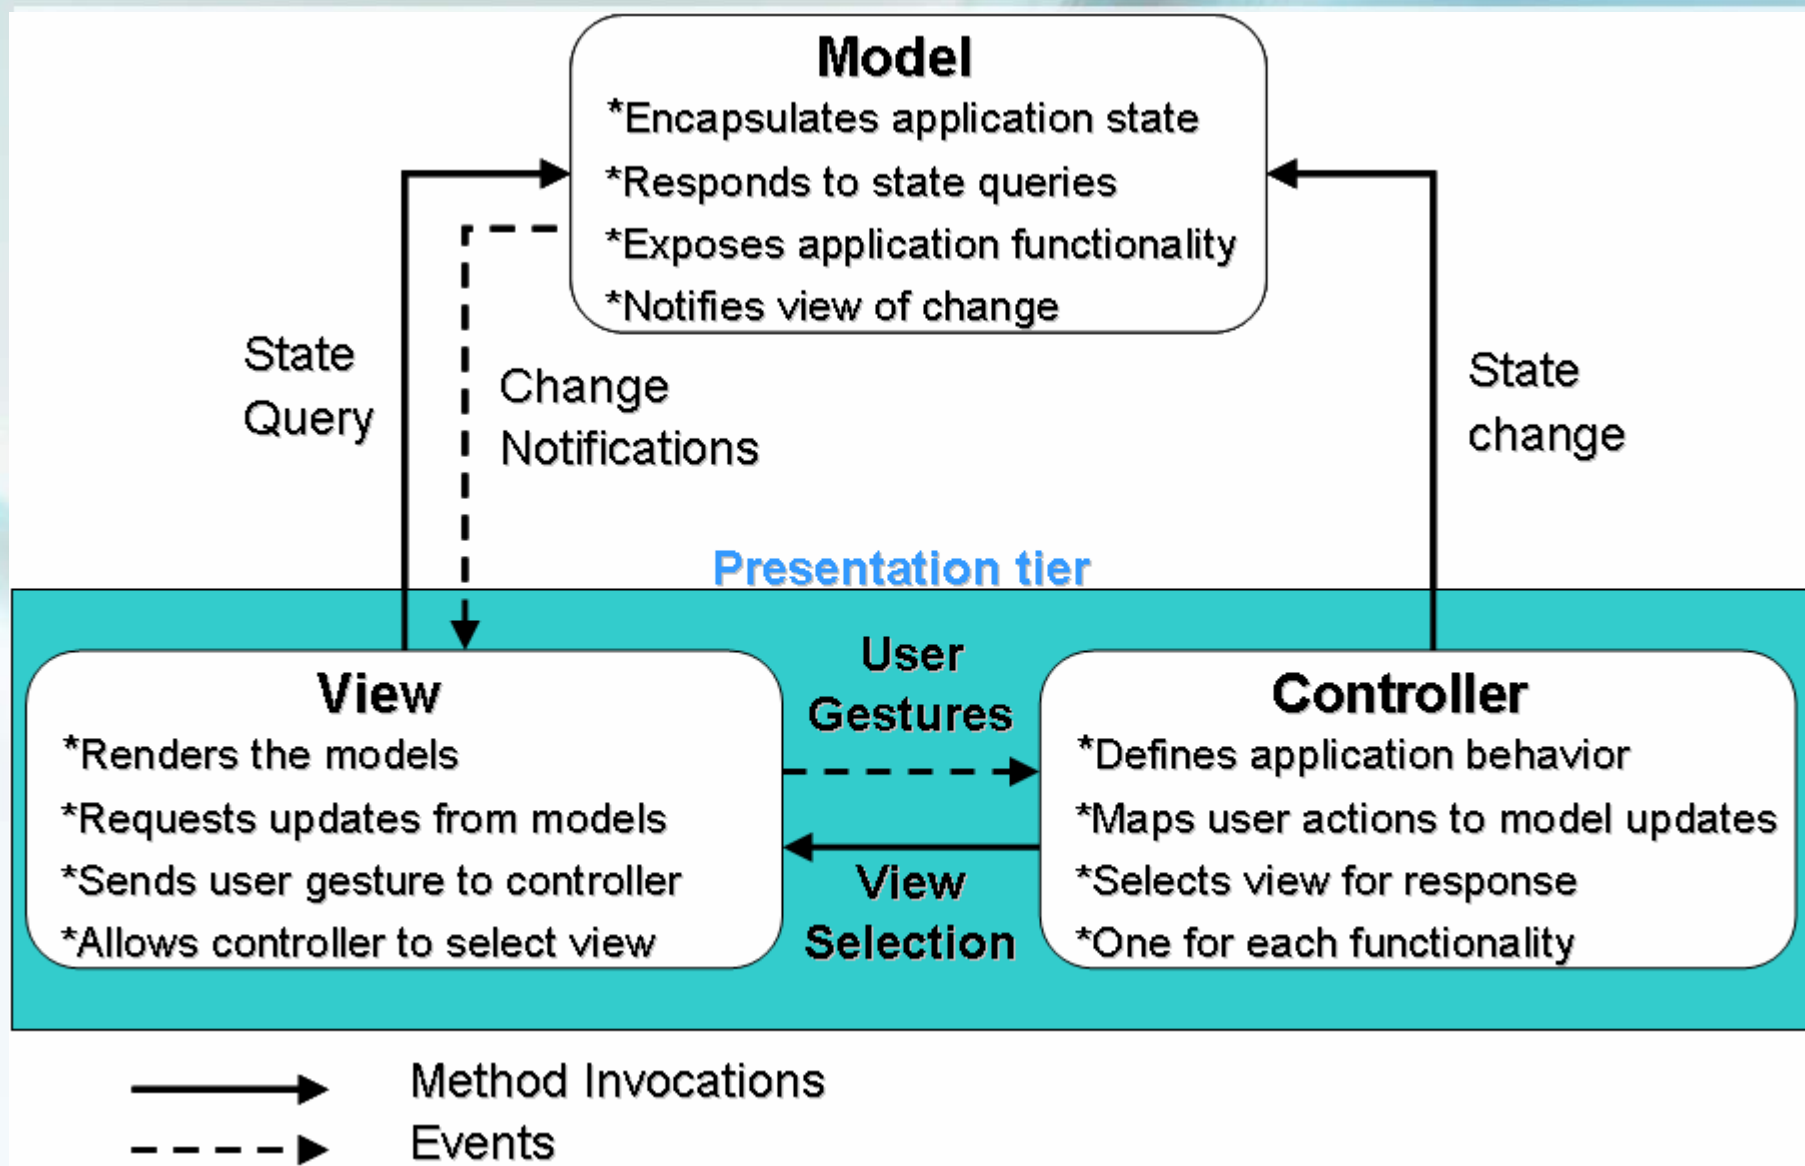 Model
*Encapsulates application state
*Responds to state queries
*Exposes application functionality
*Notifies view of change
State
Query
Change
Notifications
State
change
Presentation tier
User
Gestures
View
*Renders the models
*Requests updates from models
*Sends user gesture to controller
*Allows controller to select view
View
Selection
Controller
*Defines application behavior
*Maps user actions to model updates
*Selects view for response
*One for each functionality
Method Invocations
Events